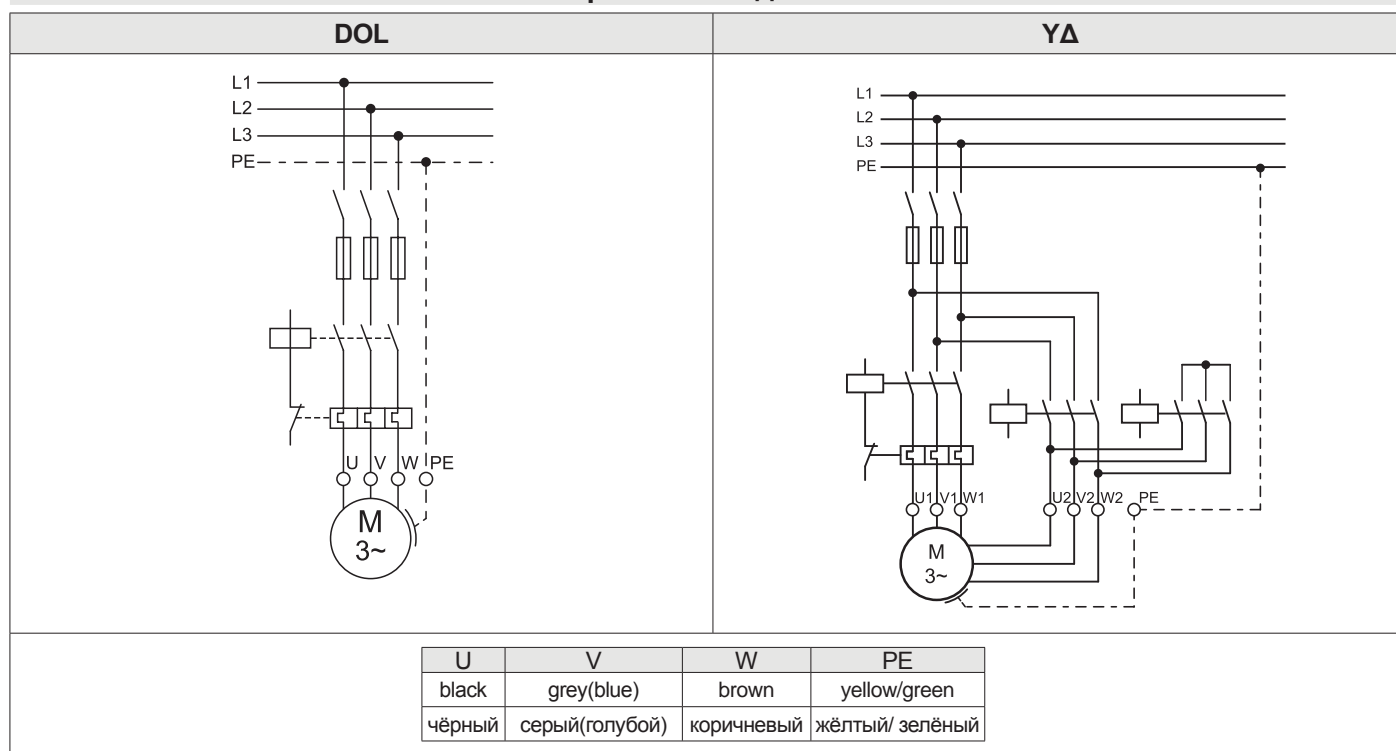 DOL
YΔ
L1
L2
L3
PE
U V W PE
M
3~
L1
L2
L3
PE
U1 V1 W1 U2 V2 W2 PE
M
3~
U V W PE
black grey(blue) brown yellow/green
чёрный серый(голубой) коричневый жёлтый/ зелёный